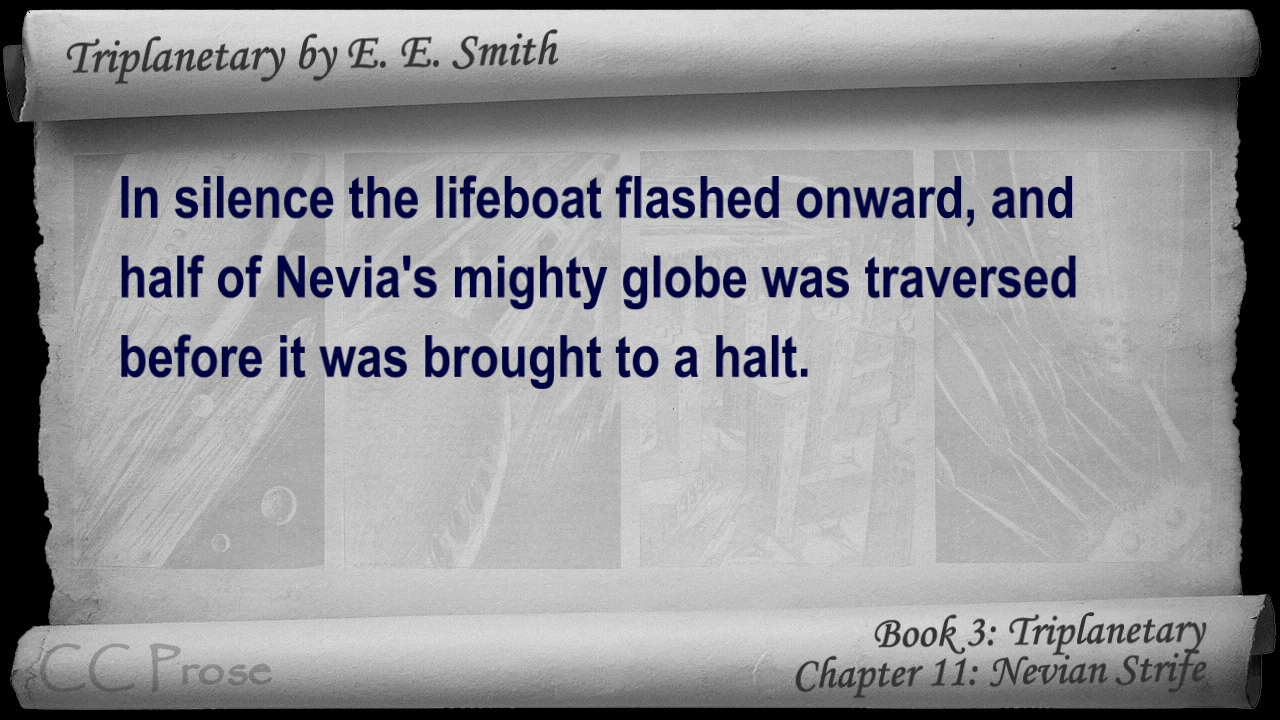 Triplanetary by E. E. Smith
In silence the lifeboat flashed onward, and
half of Nevia's mighty globe was traversed
before it was brought to a halt.
Book 3: Triplanetary
Chapter 11: Nevian Strife
CC Prose